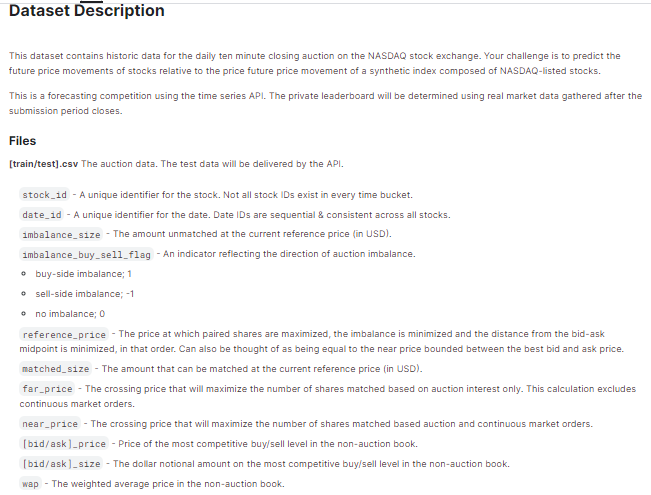 Dataset Description
This dataset contains historic data for the daily ten minute closing auction on the NASDAQ stock exchange. Your challenge is to predict the
future price movements of stocks relative to the price future price movement of a synthetic index composed of NASDAQ-listed stocks.
This is a forecasting competition using the time series API. The private leaderboard will be determined using real market data gathered after the
submission period closes.
Files
[train/test].csv The auction data. The test data will be delivered by the API.
stock_id - A unique identifier for the stock. Not all stock IDs exist in every time bucket.
date_id - A unique identifier for the date. Date IDs are sequential & consistent across all stocks.
imbalance_size - The amount unmatched at the current reference price (in USD).
imbalance_buy_sell_flag - An indicator reflecting the direction of auction imbalance.
buy-side imbalance; 1
sell-side imbalance; -1
no imbalance; 0
reference_price - The price at which paired shares are maximized, the imbalance is minimized and the distance from the bid-ask
midpoint is minimized, in that order. Can also be thought of as being equal to the near price bounded between the best bid and ask price.
matched_size - The amount that can be matched at the current reference price (in USD).
far_price - The crossing price that will maximize the number of shares matched based on auction interest only. This calculation excludes
continuous market orders.
near_price - The crossing price that will maximize the number of shares matched based auction and continuous market orders.
[bid/ask]_price - Price of the most competitive buy/sell level in the non-auction book.
[bid/ask]_size - The dollar notional amount on the most competitive buy/sell level in the non-auction book.
wap - The weighted average price in the non-auction book.